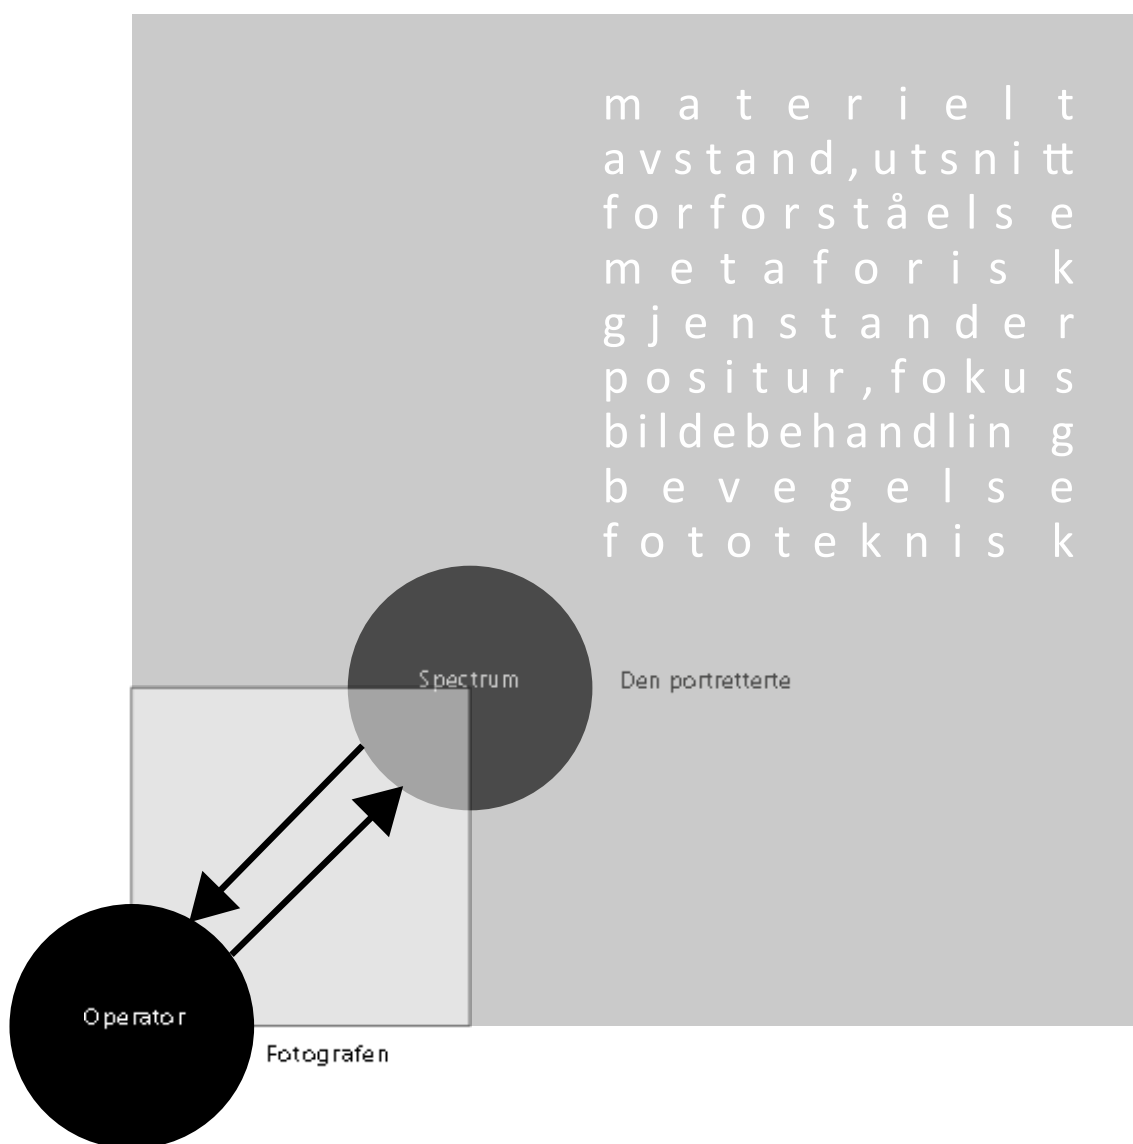 materielt
avstand,utsnitt
forforståelse
metaforisk
gjenstander
positur,fokus
bildebehandling
bevegelse
fototeknisk
Spectrum
Den portretterte
Operator
Fotografen